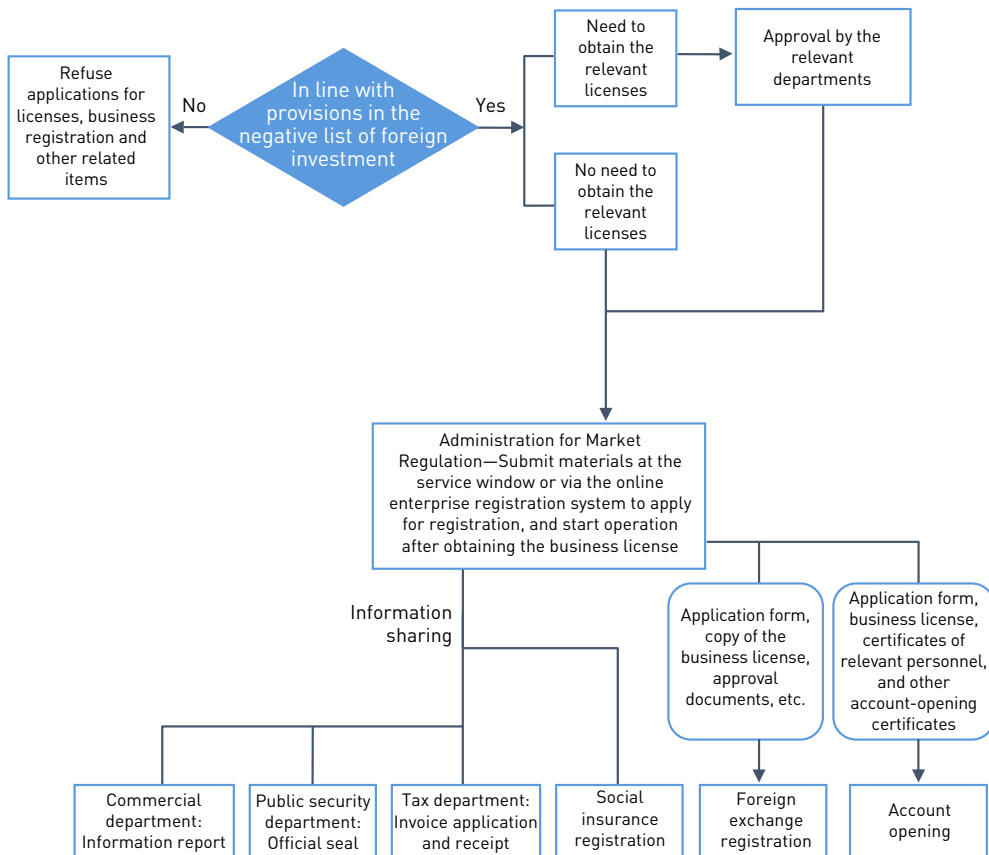 Need to
obtain the
relevant
licenses
Approval by the
relevant
departments
Refuse
applications for
licenses, business
registration and
other related
items
No
In line with
provisions in the
negative list of foreign
investment
Yes
No need to
obtain the
relevant
licenses
Administration for Market
Regulation—Submit materials at the
service window or via the online
enterprise registration system to apply
for registration, and start operation
after obtaining the business license
Information
sharing
Application form,
copy of the
business license,
approval
documents, etc.
Application form,
business license,
certificates of
relevant personnel,
and other
account-opening
certificates
Commercial
department:
Information report
Public security
department:
Official seal
Tax department:
Invoice application
and receipt
Social
insurance
registration
Foreign
exchange
registration
Account
opening